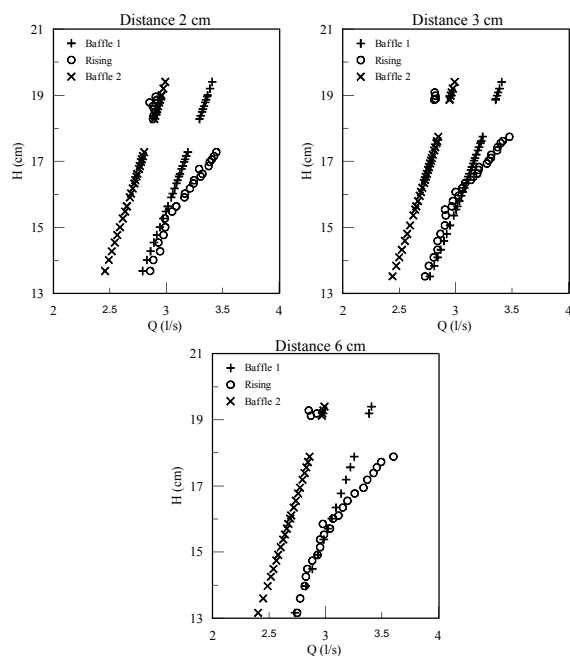 Distance 2 cm
21
19
17
15
13
H (cm)
Baffle 1
Rising
Baffle 2
2
2.5
3
3.5
4
Q (l/s)
Distance 3 cm
21
19
17
15
13
H (cm)
Baffle 1
Rising
Baffle 2
2
2.5
3
3.5
4
Q (l/s)
Distance 6 cm
21
19
17
15
13
H (cm)
Baffle 1
Rising
Baffle 2
2
2.5
3
3.5
4
Q (l/s)